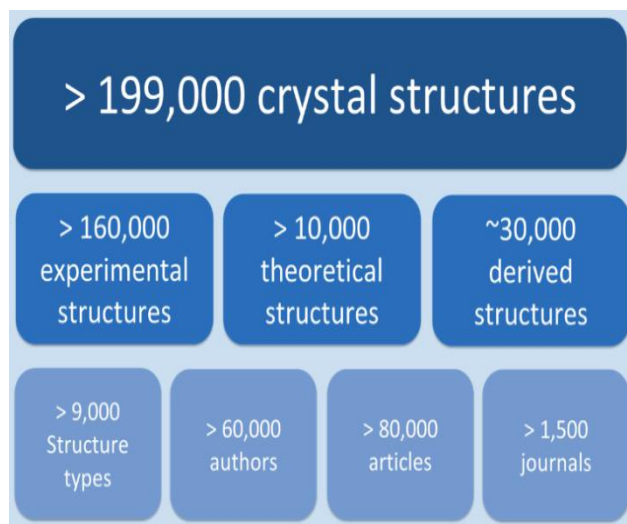 > 199,000 crystal structures
> 160,000
experimental
structures
> 10,000
theoretical
structures
~30,000
derived
structures
> 9,000
Structure
types
> 60,000
authors
> 80,000
articles
> 1,500
journals